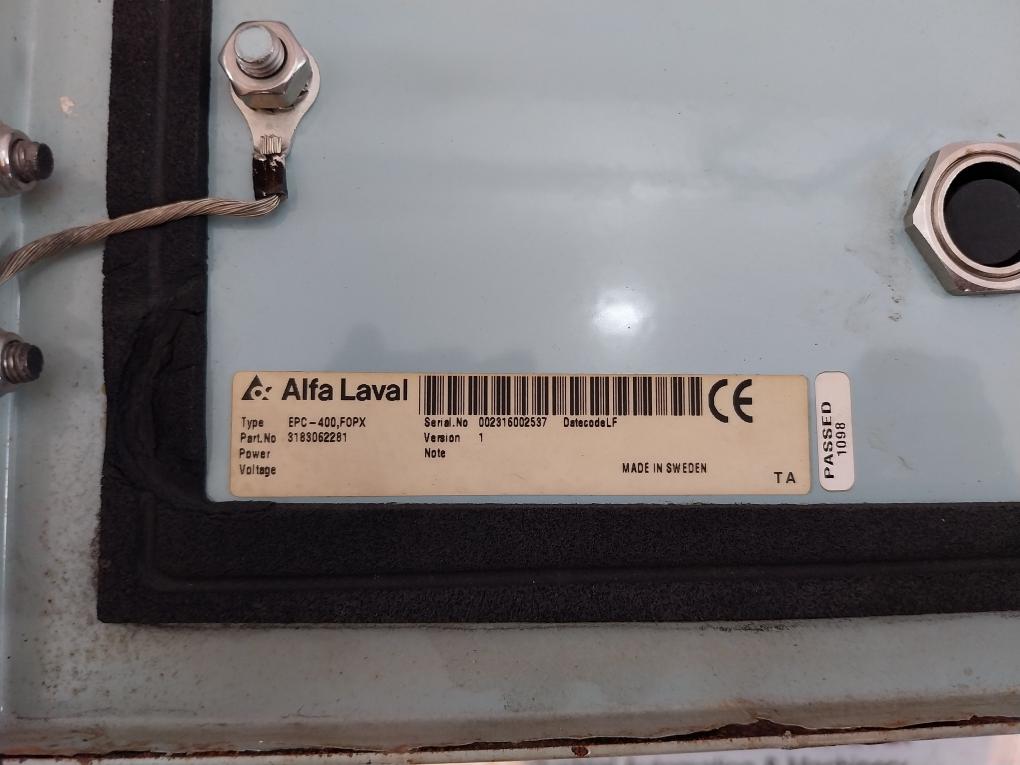 Alfa Laval
CE
Type EPC-400,FOPX
Part.No 3183062281
Power
Voltage
Serial.No 002316002537 DatecodeLF
Version 1
Note
MADE IN SWEDEN
TA
PASSED
1098